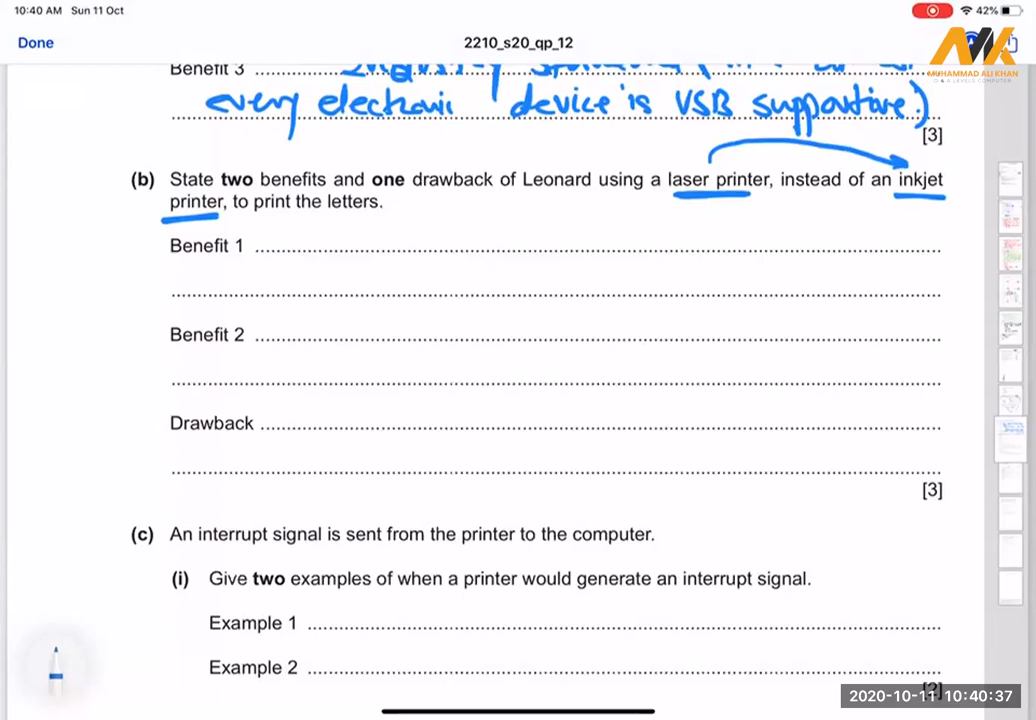 10:40 AM Sun 11 Oct
42%
Done
2210_s20_qp_12
MUHAMMAD ALI KHAN
O & A LEVELS COMPUTER
Benefit 3
every electronic device is USB supportive.)
[3]
(b) State two benefits and one drawback of Leonard using a laser printer, instead of an inkjet
printer, to print the letters.
Benefit 1
Benefit 2
Drawback
[3]
(c) An interrupt signal is sent from the printer to the computer.
(i) Give two examples of when a printer would generate an interrupt signal.
Example 1
Example 2
[2]
2020-10-11 10:40:37